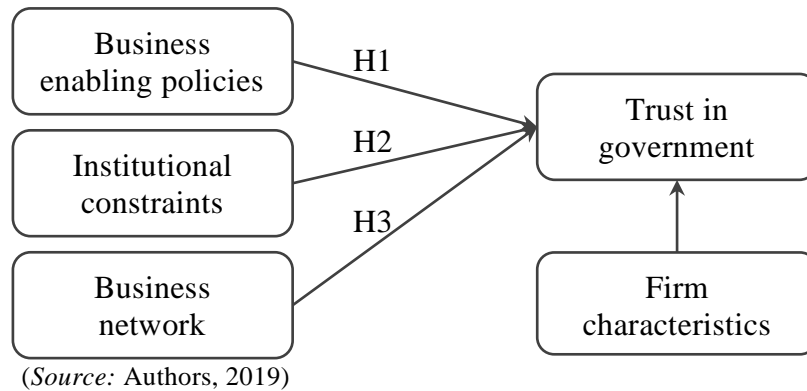 Business
enabling policies
H1
Trust in
government
Institutional
constraints
H2
H3
Business
network
Firm
characteristics
(Source: Authors, 2019)